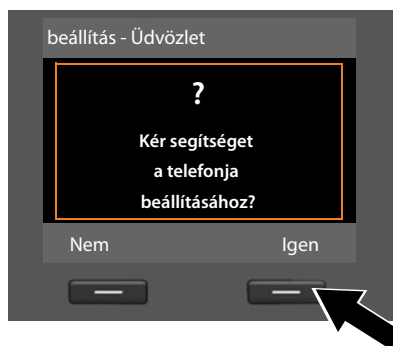 beállítás - Üdvözlet
?
Kér segítséget
a telefonja
beállításához?
Nem Igen